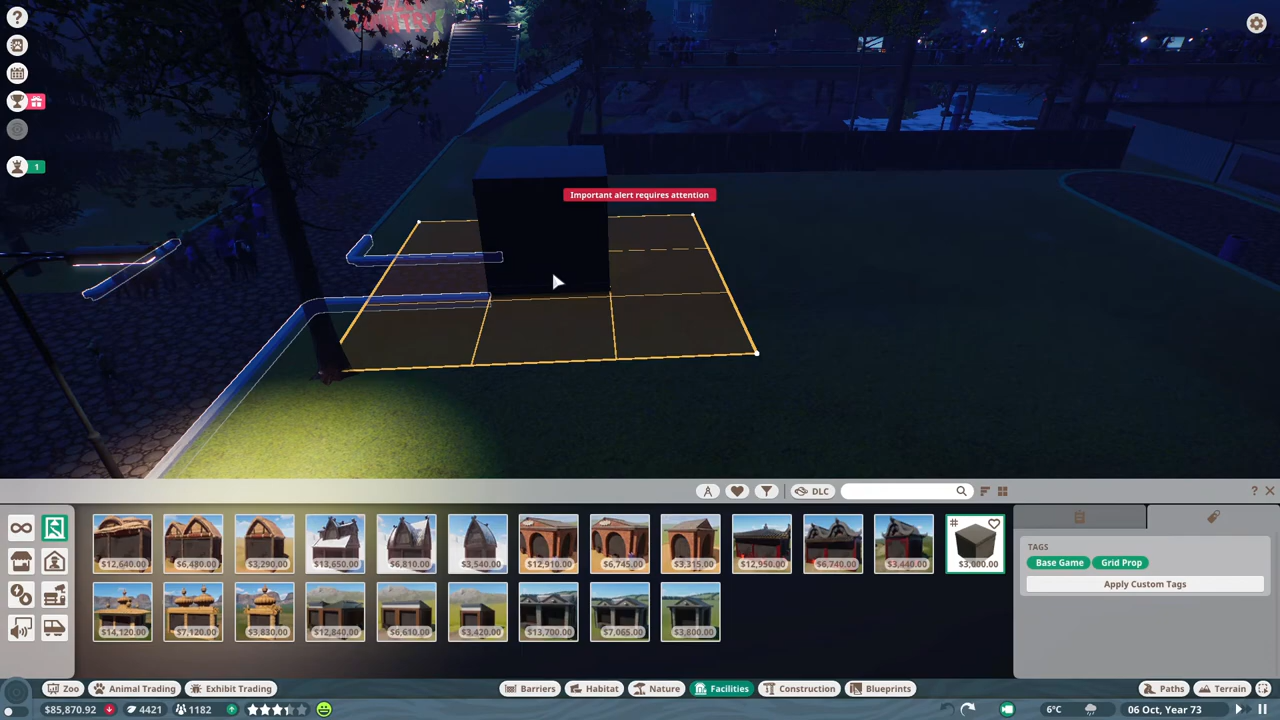 COUNTRY
?
1
Important alert requires attention
DLC
?
$12,640.00
$6,480.00
$3,290.00
$13,650.00
$6,810.00
$3,540.00
$12,910.00
$6,745.00
$3,315.00
$12,950.00
$6,740.00
$3,440.00
#
$3,000.00
$14,120.00
$7,120.00
$3,830.00
$12,840.00
$6,610.00
$3,420.00
$13,700.00
$7,065.00
$3,800.00
TAGS
Base Game
Grid Prop
Apply Custom Tags
Zoo
Animal Trading
Exhibit Trading
Barriers
Habitat
Nature
Facilities
Construction
Blueprints
Paths
Terrain
$85,870.92
4421
1182
6°C
06 Oct, Year 73